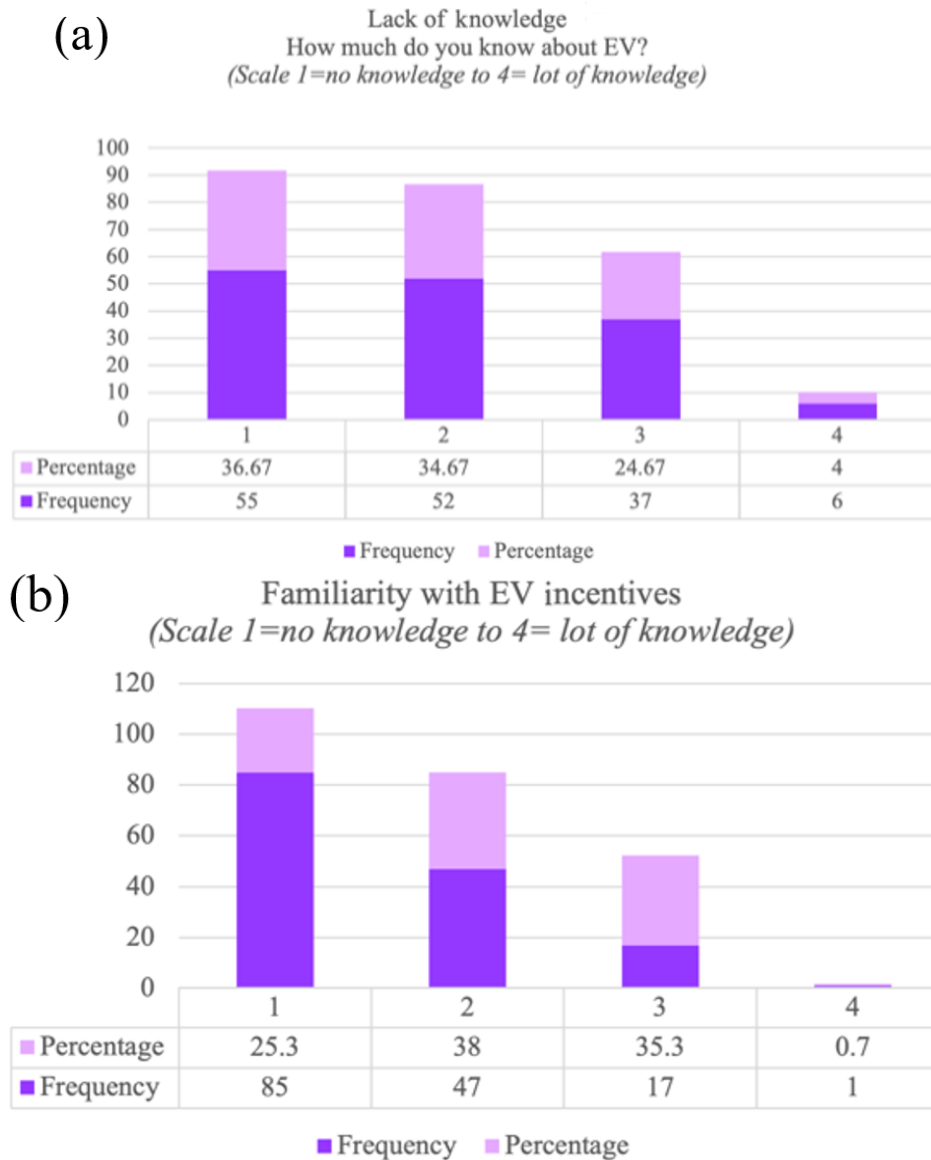 (a)
Lack of knowledge
How much do you know about EV?
(Scale 1=no knowledge to 4= lot of knowledge)
100
90
80
70
60
50
40
30
20
10
0
1 2 3 4
Percentage 36.67 34.67 24.67 4
Frequency 55 52 37 6
Frequency Percentage
(b)
Familiarity with EV incentives
(Scale 1=no knowledge to 4= lot of knowledge)
120
100
80
60
40
20
0
1 2 3 4
Percentage 25.3 38 35.3 0.7
Frequency 85 47 17 1
Frequency Percentage